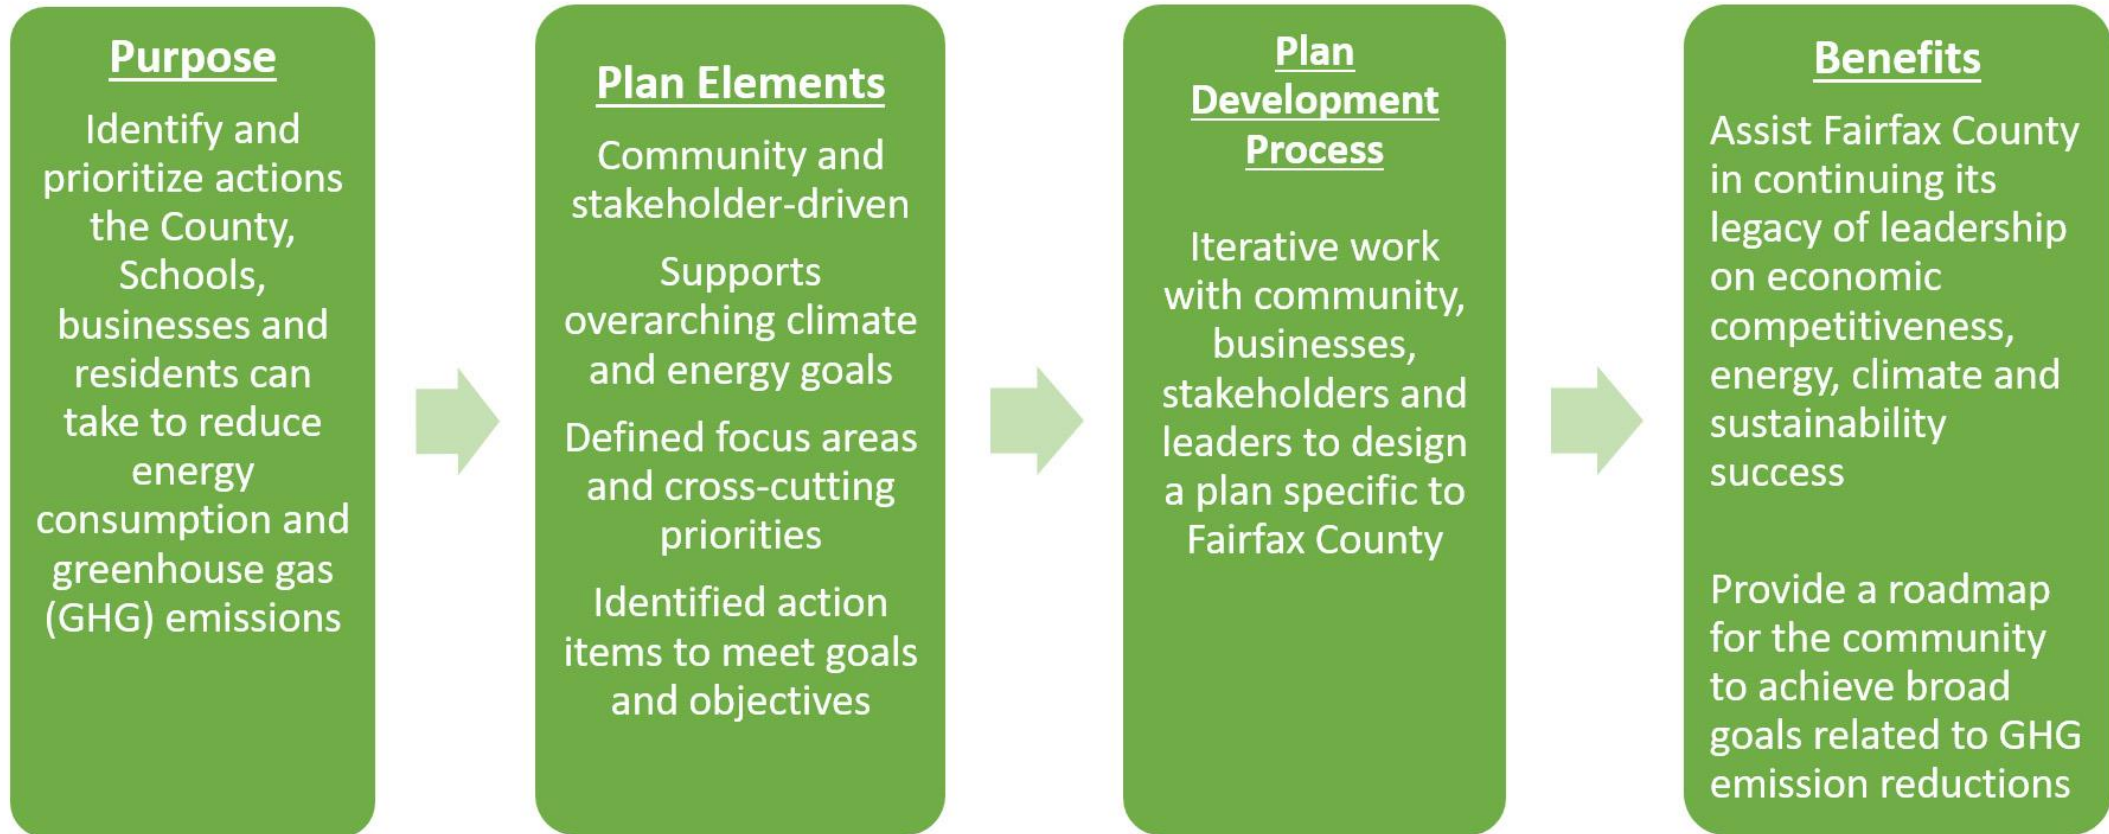 Purpose
Identify and
prioritize actions
the County,
Schools,
businesses and
residents can
take to reduce
energy
consumption and
greenhouse gas
(GHG) emissions
Plan Elements
Community and
stakeholder-driven
Supports
overarching climate
and energy goals
Defined focus areas
and cross-cutting
priorities
Identified action
items to meet goals
and objectives
Plan
Development
Process
Iterative work
with community,
businesses,
stakeholders and
leaders to design
a plan specific to
Fairfax County
Benefits
Assist Fairfax County
in continuing its
legacy of leadership
on economic
competitiveness,
energy, climate and
sustainability
success
Provide a roadmap
for the community
to achieve broad
goals related to GHG
emission reductions